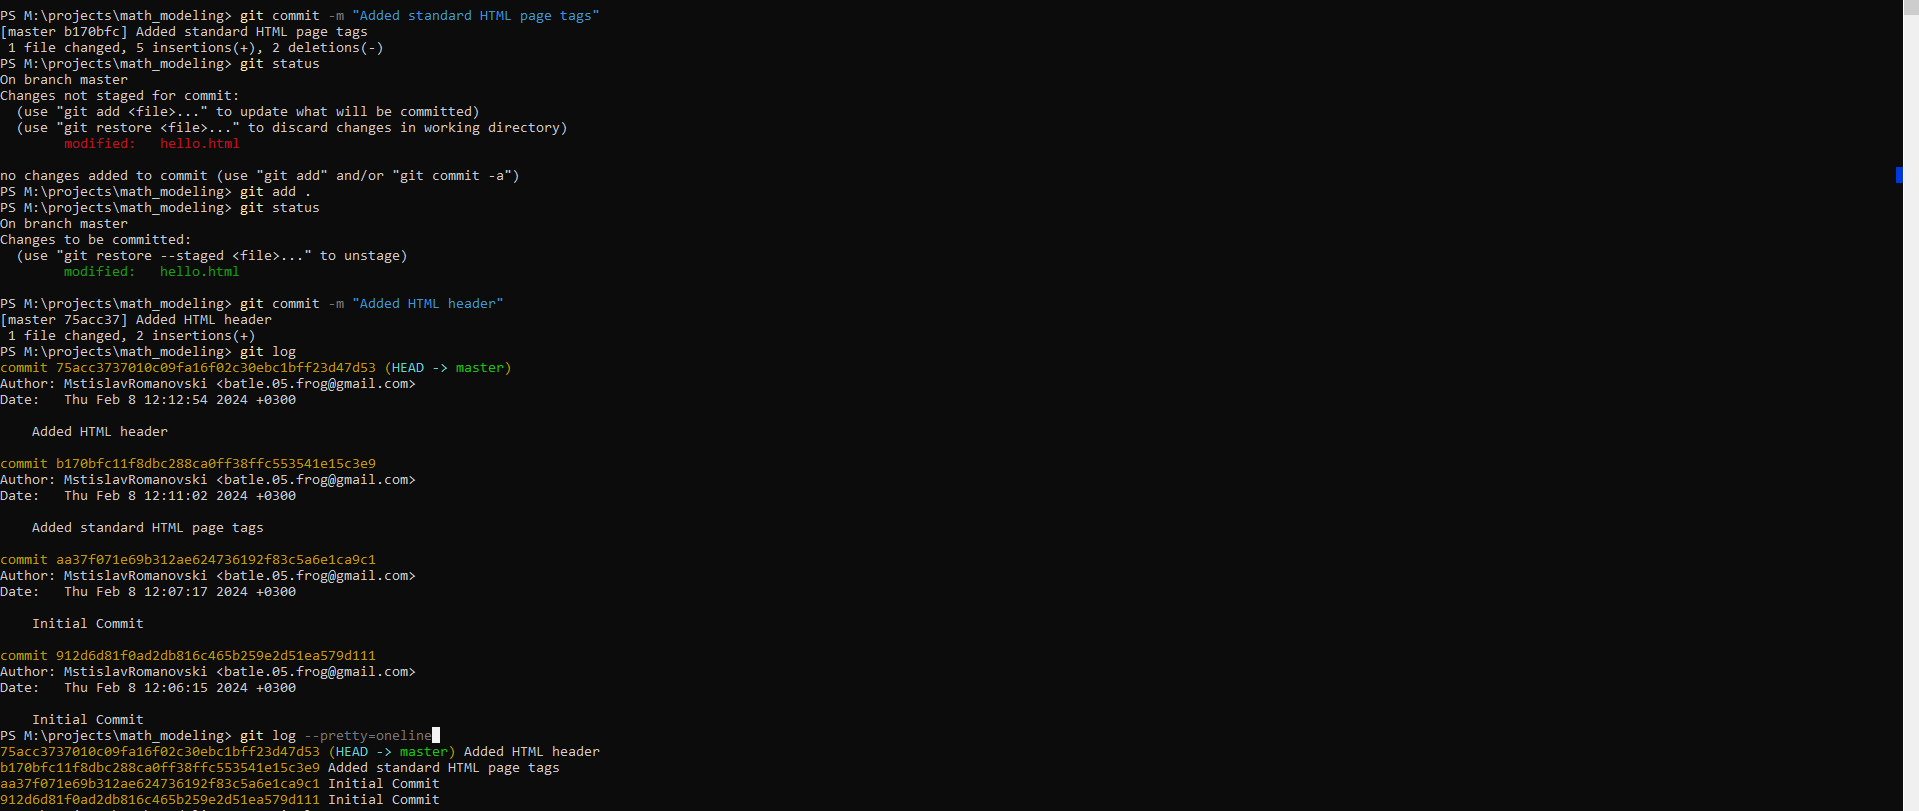 PS M:\projects\math_modeling> git commit -m "Added standard HTML page tags"
[master b170bfc] Added standard HTML page tags
 1 file changed, 5 insertions(+), 2 deletions(-)
PS M:\projects\math_modeling> git status
On branch master
Changes not staged for commit:
  (use "git add <file>..." to update what will be committed)
  (use "git restore <file>..." to discard changes in working directory)
        modified:   hello.html

no changes added to commit (use "git add" and/or "git commit -a")
PS M:\projects\math_modeling> git add .
PS M:\projects\math_modeling> git status
On branch master
Changes to be committed:
  (use "git restore --staged <file>..." to unstage)
        modified:   hello.html

PS M:\projects\math_modeling> git commit -m "Added HTML header"
[master 75acc37] Added HTML header
 1 file changed, 2 insertions(+)
PS M:\projects\math_modeling> git log
commit 75acc3737010c09fa16f02c30ebc1bff23d47d53 (HEAD -> master)
Author: MstislavRomanovski <batle.05.frog@gmail.com>
Date:   Thu Feb 8 12:12:54 2024 +0300

    Added HTML header

commit b170bfc11f8dbc288ca0ff38ffc553541e15c3e9
Author: MstislavRomanovski <batle.05.frog@gmail.com>
Date:   Thu Feb 8 12:11:02 2024 +0300

    Added standard HTML page tags

commit aa37f071e69b312ae624736192f83c5a6e1ca9c1
Author: MstislavRomanovski <batle.05.frog@gmail.com>
Date:   Thu Feb 8 12:07:17 2024 +0300

    Initial Commit

commit 912d6d81f0ad2db816c465b259e2d51ea579d111
Author: MstislavRomanovski <batle.05.frog@gmail.com>
Date:   Thu Feb 8 12:06:15 2024 +0300

    Initial Commit
PS M:\projects\math_modeling> git log --pretty=oneline
75acc3737010c09fa16f02c30ebc1bff23d47d53 (HEAD -> master) Added HTML header
b170bfc11f8dbc288ca0ff38ffc553541e15c3e9 Added standard HTML page tags
aa37f071e69b312ae624736192f83c5a6e1ca9c1 Initial Commit
912d6d81f0ad2db816c465b259e2d51ea579d111 Initial Commit